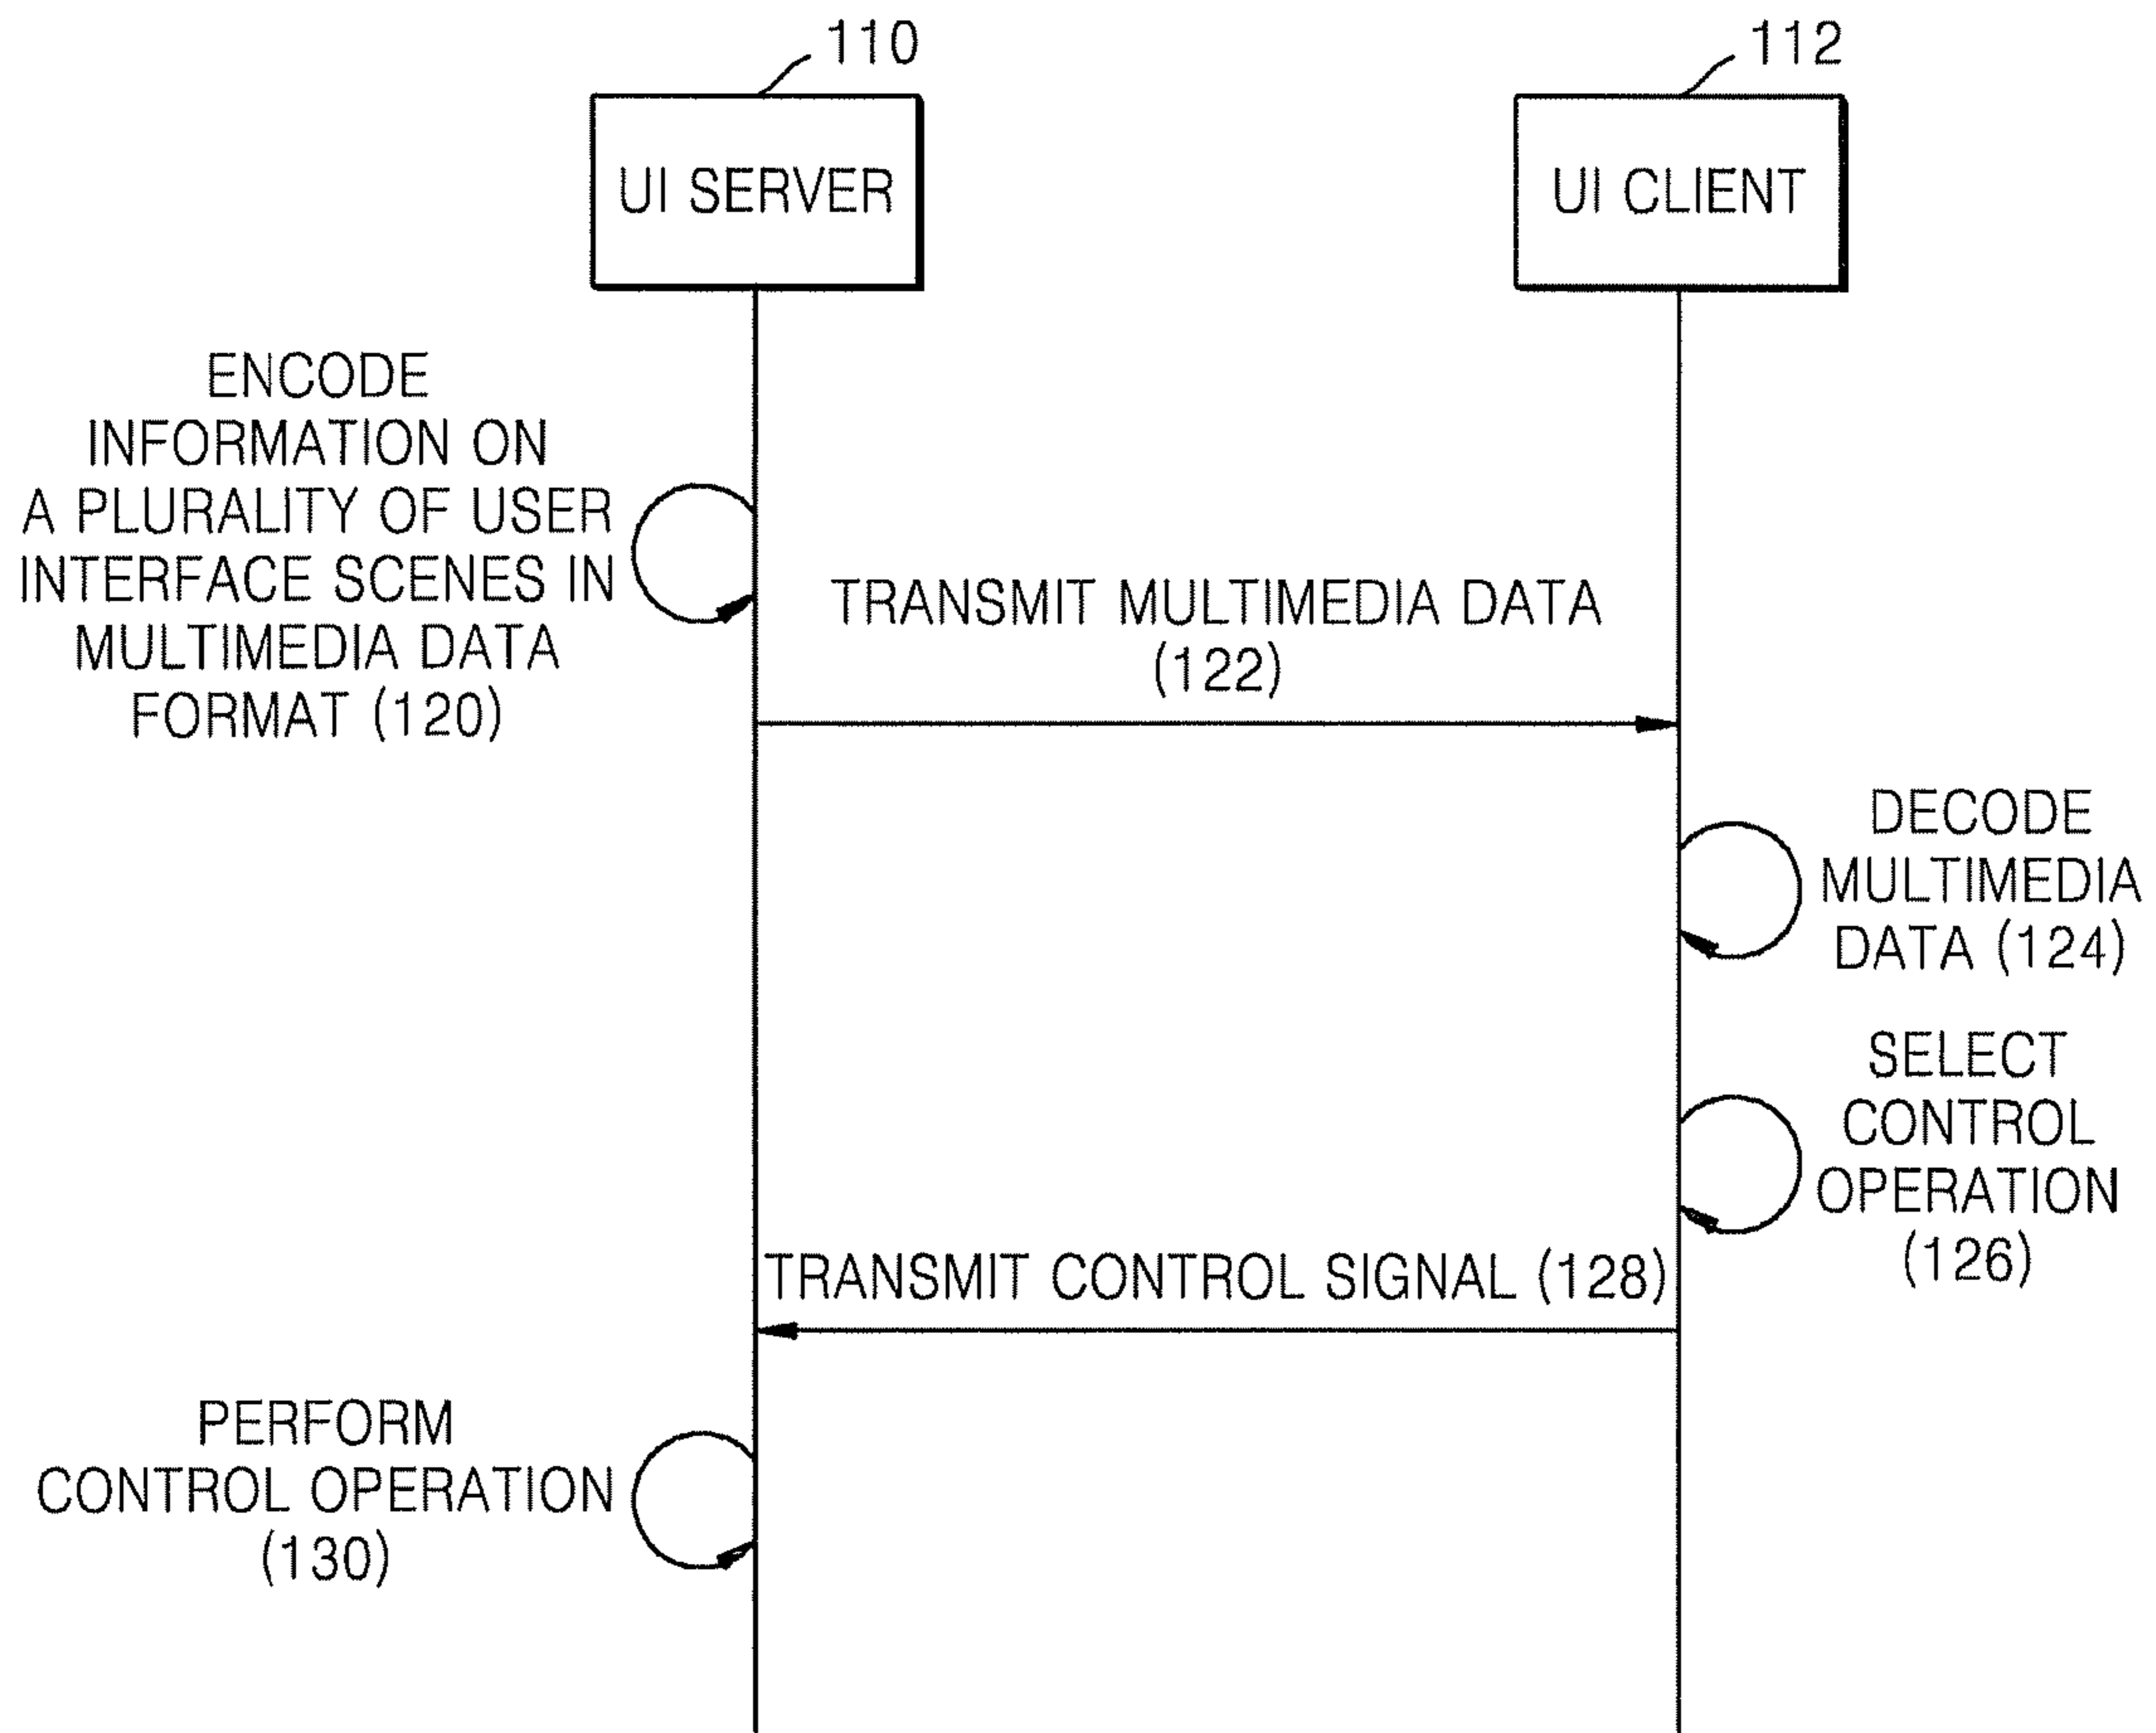 110
112
UI SERVER
UI CLIENT
ENCODE
INFORMATION ON
A PLURALITY OF USER
INTERFACE SCENES IN
MULTIMEDIA DATA
FORMAT (120)
TRANSMIT MULTIMEDIA DATA
(122)
DECODE
MULTIMEDIA
DATA (124)
SELECT
CONTROL
OPERATION
(126)
TRANSMIT CONTROL SIGNAL (128)
PERFORM
CONTROL OPERATION
(130)